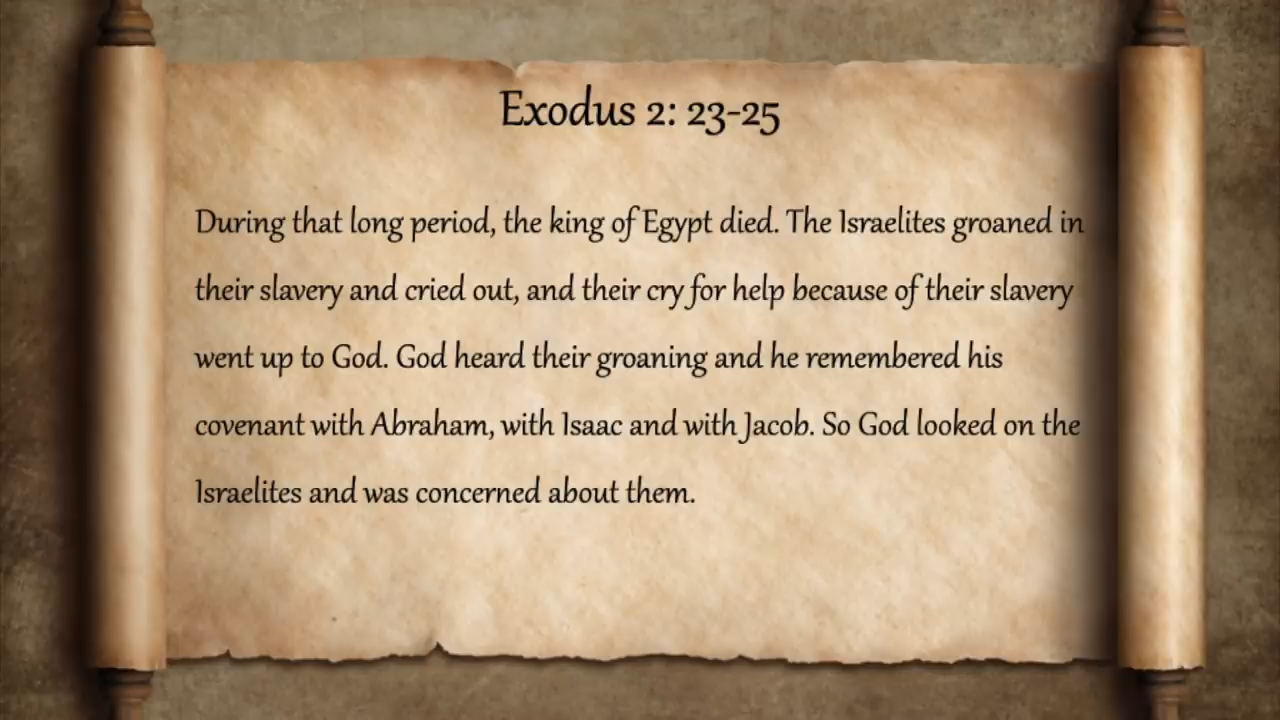 Exodus 2: 23-25
During that long period, the king of Egypt died. The Israelites groaned in
their slavery and cried out, and their cry for help because of their slavery
went up to God. God heard their groaning and he remembered his
covenant with Abraham, with Isaac and with Jacob. So God looked on the
Israelites and was concerned about them.